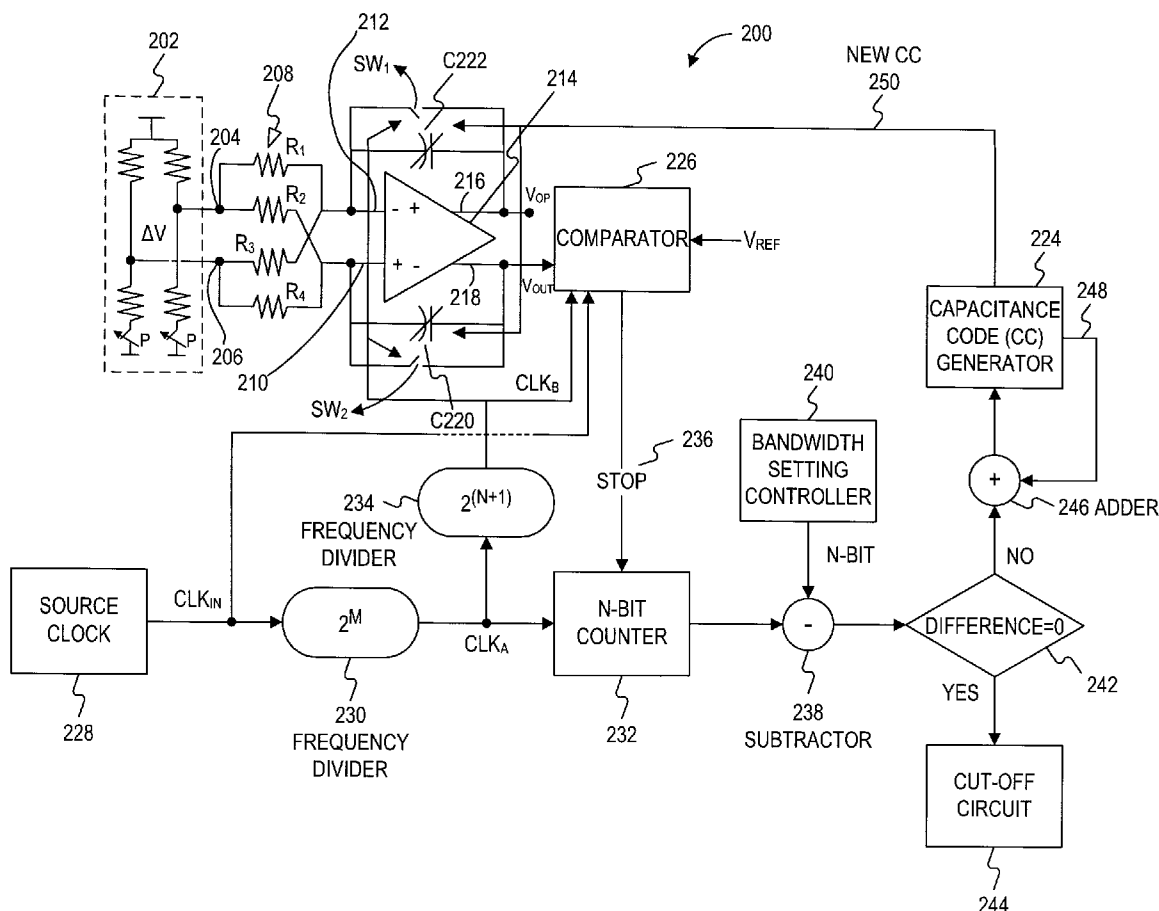 202
212
SW1
C222
200
214
NEW CC
250
208
204
R1
R2
R3
R4
ΔV
P
P
206
210
-
+
+
-
216
218
VOP
VOUT
226
COMPARATOR
VREF
224
CAPACITANCE
CODE (CC)
GENERATOR
248
SW2
C220
CLKB
240
BANDWIDTH
SETTING
CONTROLLER
236
STOP
+
246 ADDER
234
FREQUENCY
DIVIDER
2^(N+1)
N-BIT
NO
SOURCE
CLOCK
228
CLKIN
2^M
230
FREQUENCY
DIVIDER
CLKA
N-BIT
COUNTER
232
-
238
SUBTRACTOR
DIFFERENCE=0
242
YES
CUT-OFF
CIRCUIT
244